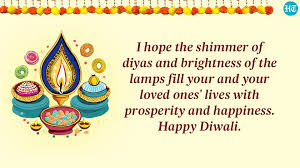 HT
I hope the shimmer of
diyas and brightness of the
lamps fill your and your
loved ones' lives with
prosperity and happiness.
Happy Diwali.